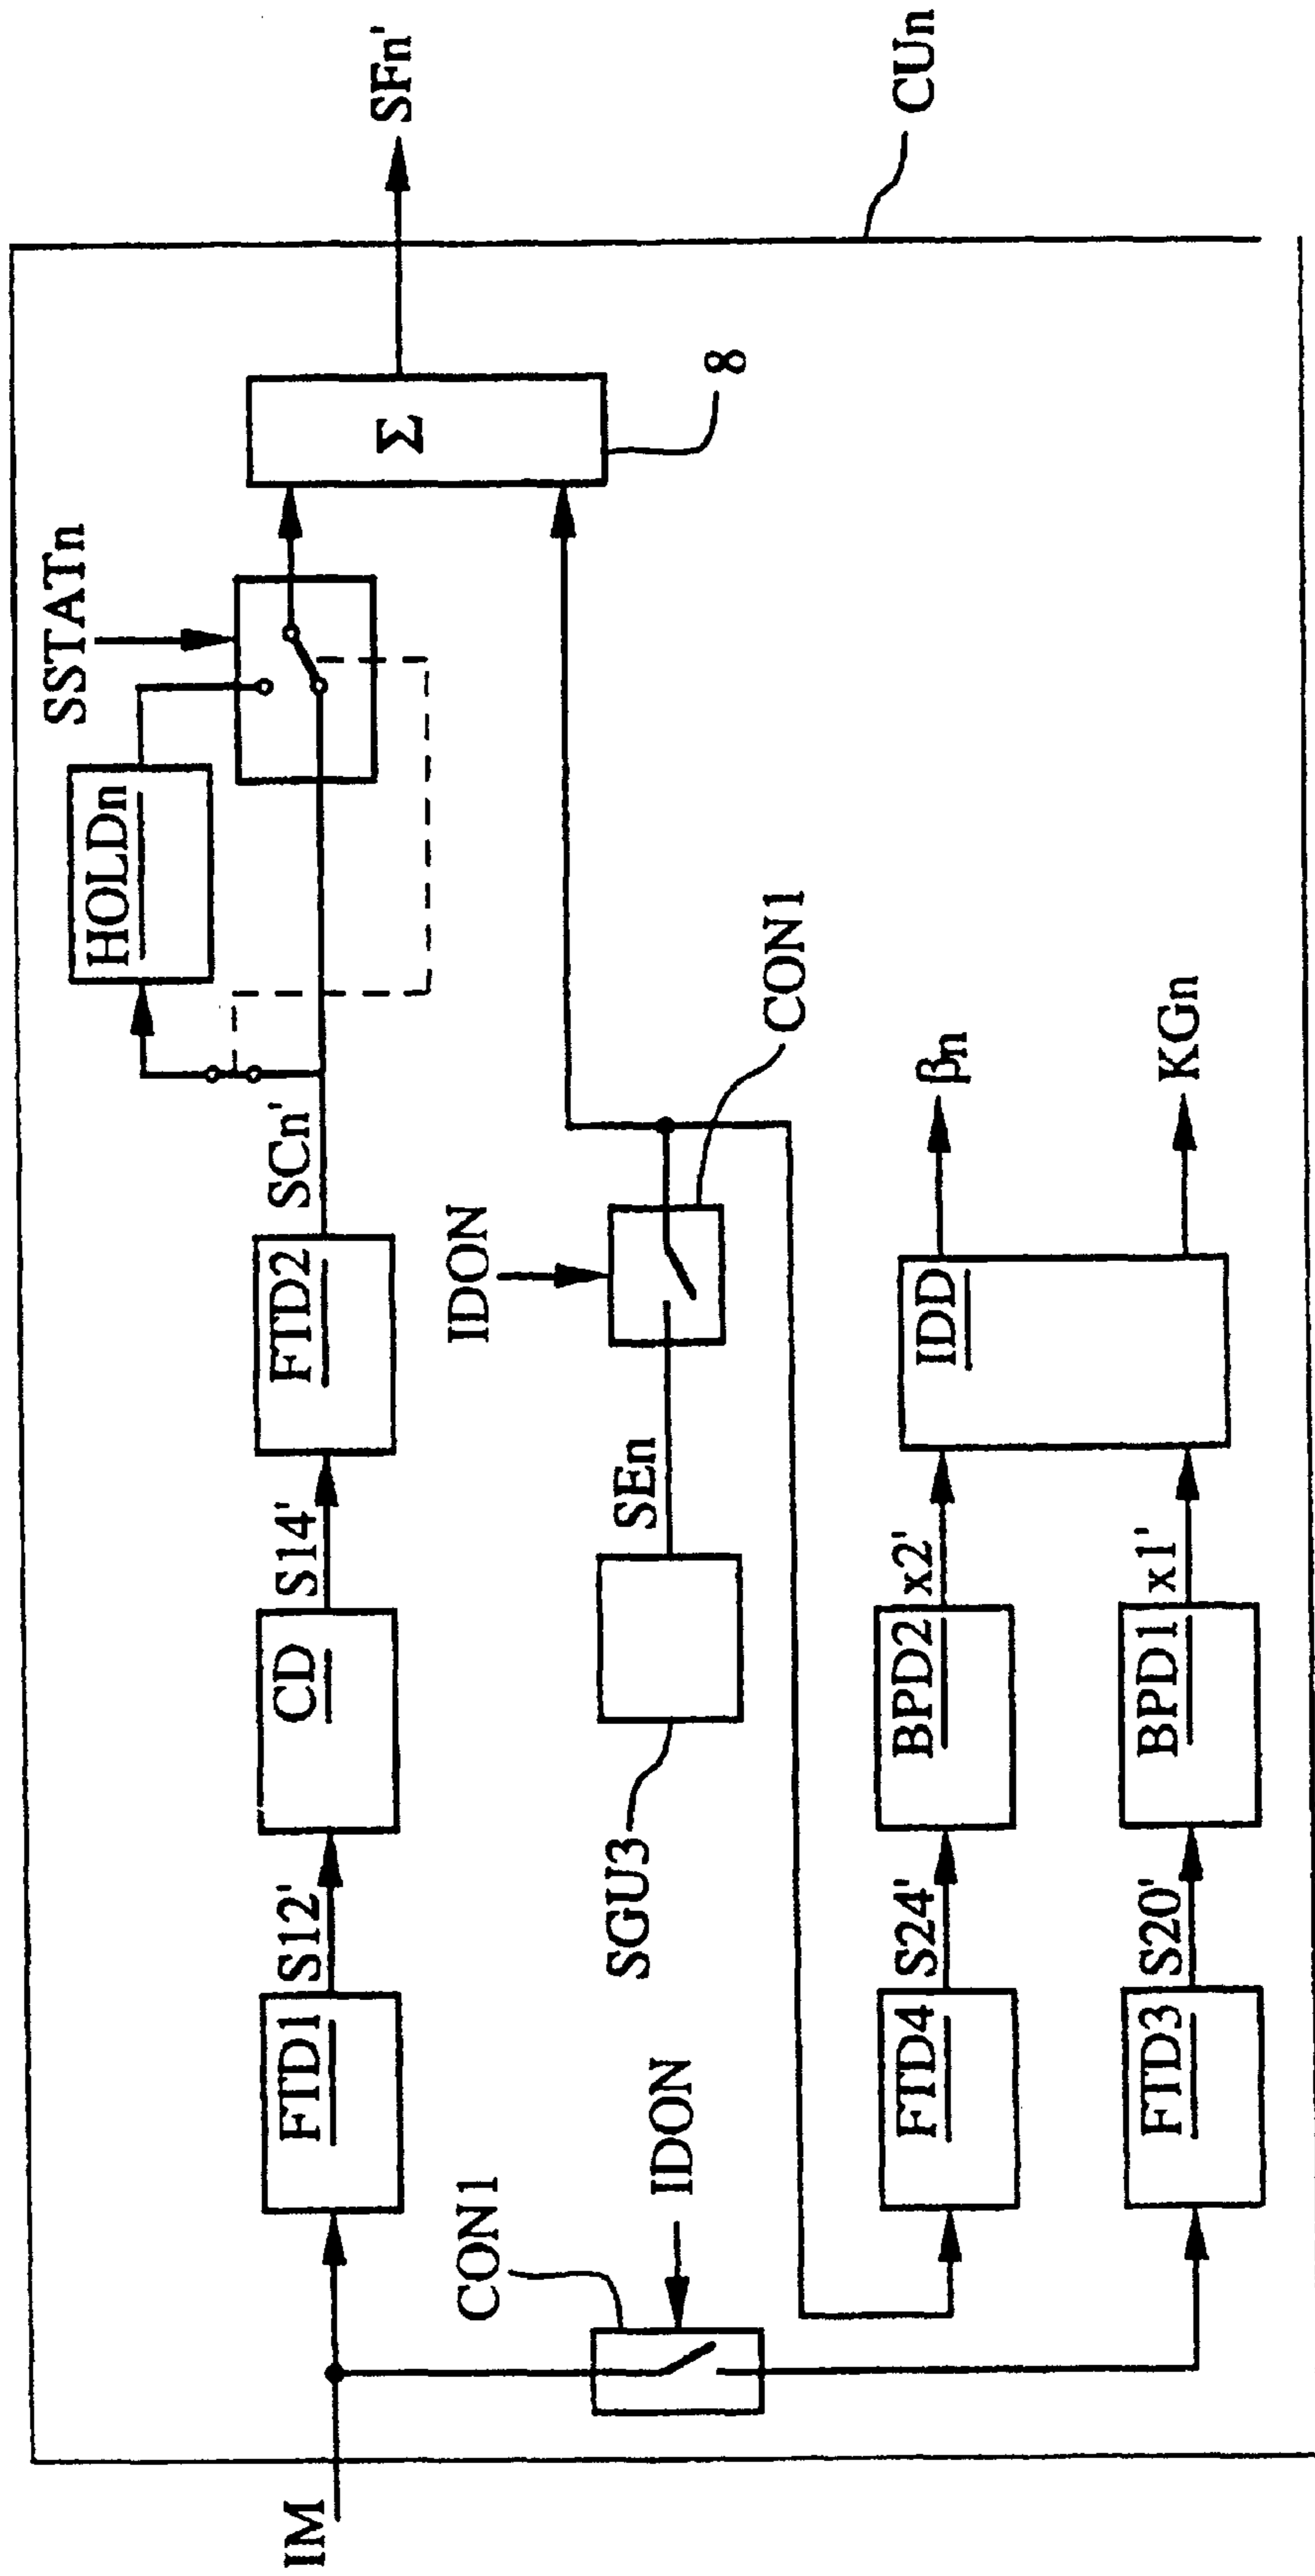 SSTATn
HOLDn
IM
FTD1
S12'
CD
S14'
FTD2
SCn'
Σ
SFn'
8
CON1
IDON
SGU3
SEn
IDON
CON1
FTD4
S24'
BPD2
x2'
IDD
βn
FTD3
S20'
BPD1
x1'
KGn
CUn